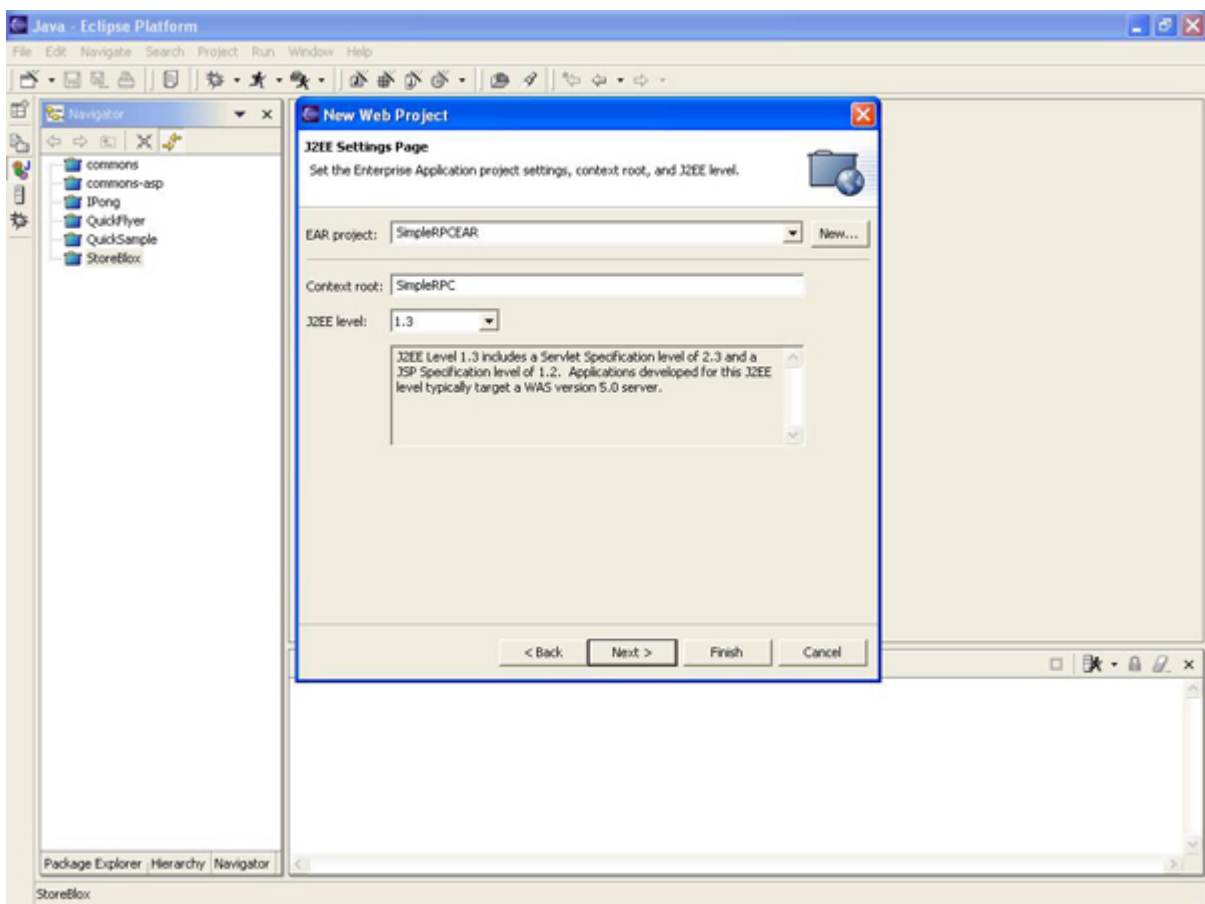 Java - Eclipse Platform
File Edit Navigate Search Project Run Window Help
Navigator
commons
commons-asp
IPong
QuickFlyer
QuickSample
StoreBlox
New Web Project
J2EE Settings Page
Set the Enterprise Application project settings, context root, and J2EE level.
EAR project: SimpleRPCEAR New...
Context root: SimpleRPC
J2EE level: 1.3
J2EE Level 1.3 includes a Servlet Specification level of 2.3 and a
JSP Specification level of 1.2. Applications developed for this J2EE
level typically target a WAS version 5.0 server.
< Back Next > Finish Cancel
Package Explorer Hierarchy Navigator
StoreBlox